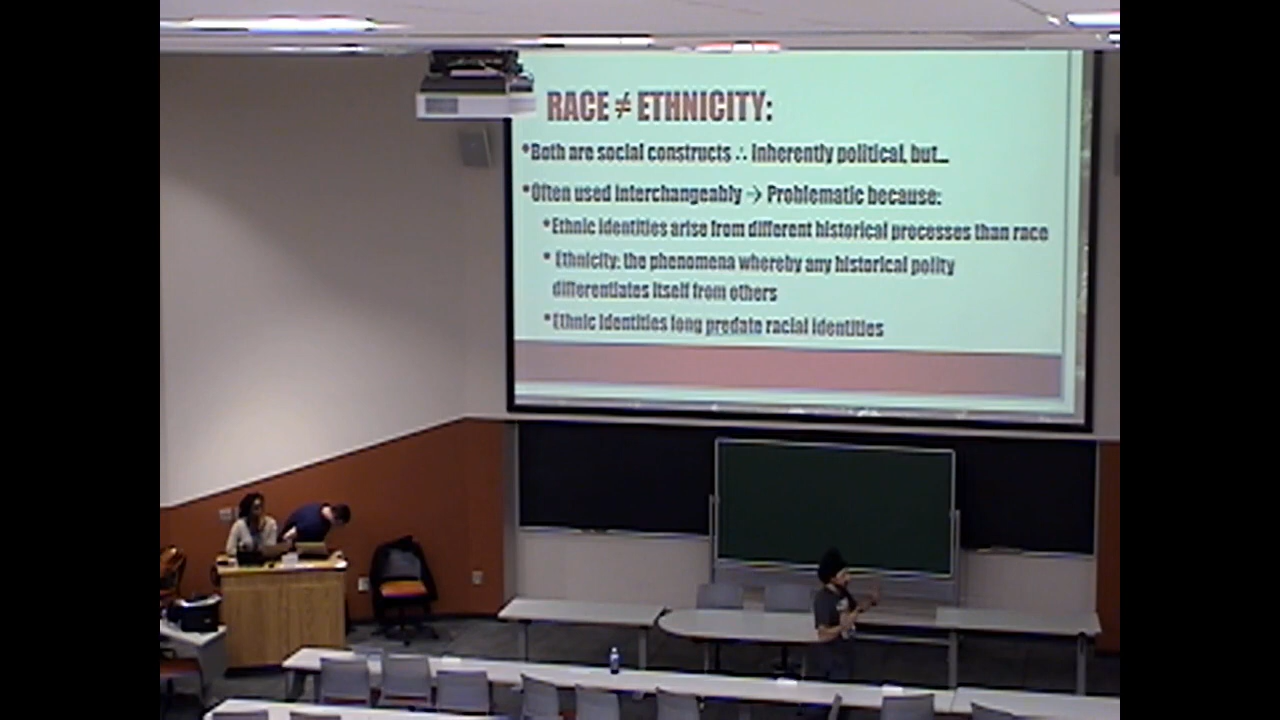 RACE ≠ ETHNICITY:
*Both are social constructs ∴ Inherently political, but...
*Often used interchangeably → Problematic because:
*Ethnic identities arise from different historical processes than race
* Ethnicity: the phenomena whereby any historical polity
differentiates itself from others
*Ethnic identities long predate racial identities